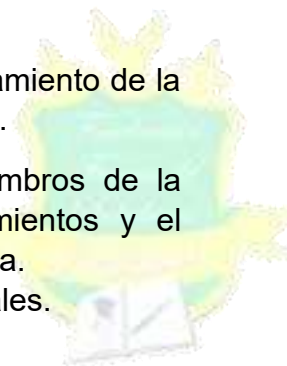 amiento de la
.
mbros de la
mientos y el
a.
ales.